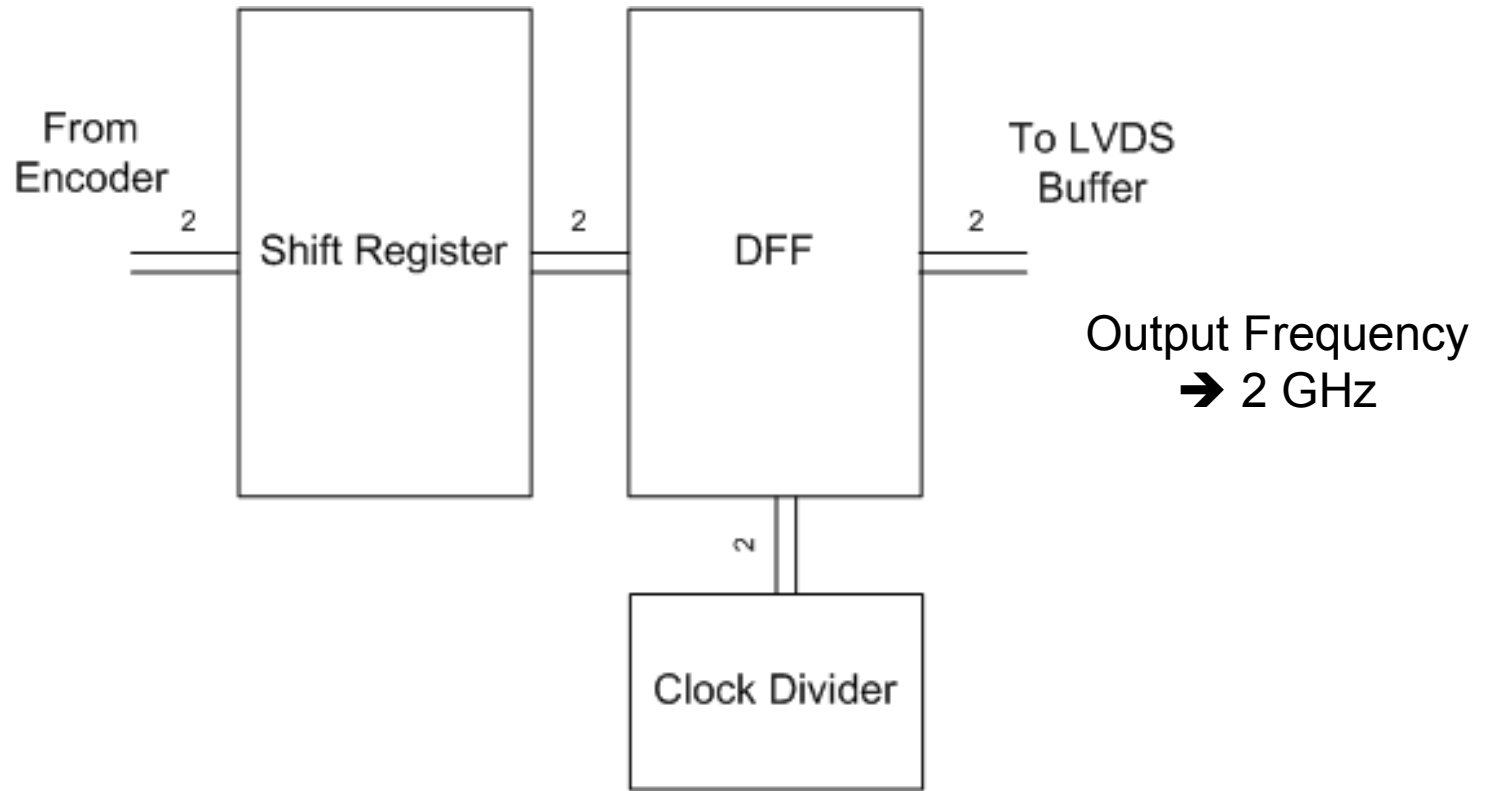 From
Encoder
2
Shift Register
2
DFF
2
To LVDS
Buffer
Output Frequency
➔ 2 GHz
2
Clock Divider